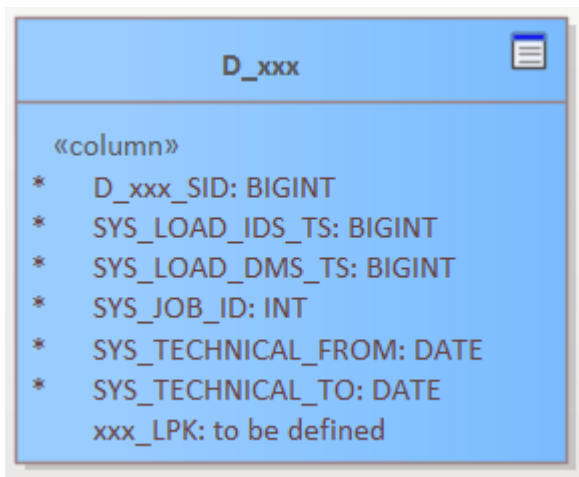 D_xxx
«column»
* D_xxx_SID: BIGINT
* SYS_LOAD_IDS_TS: BIGINT
* SYS_LOAD_DMS_TS: BIGINT
* SYS_JOB_ID: INT
* SYS_TECHNICAL_FROM: DATE
* SYS_TECHNICAL_TO: DATE
xxx_LPK: to be defined